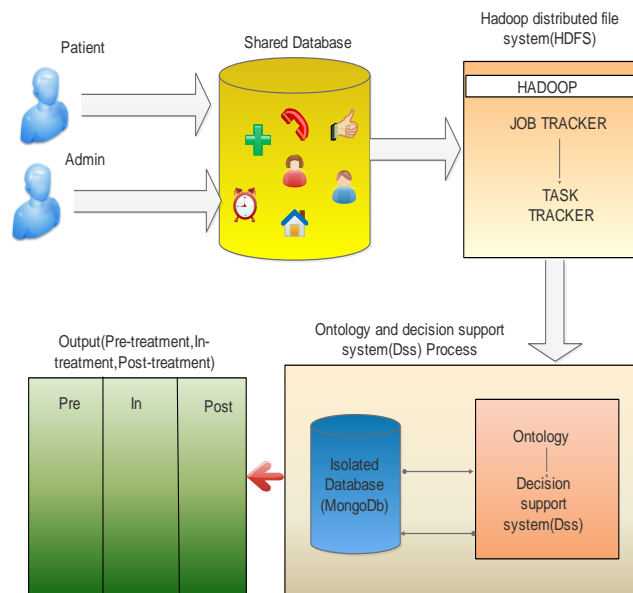 Patient
Shared Database
Hadoop distributed file
system(HDFS)
HADOOP
JOB TRACKER
TASK
TRACKER
Admin
Output(Pre-treatment,In-
treatment,Post-treatment)
Pre
In
Post
Ontology and decision support
system(Dss) Process
Isolated
Database
(MongoDb)
Ontology
Decision
support
system(Dss)